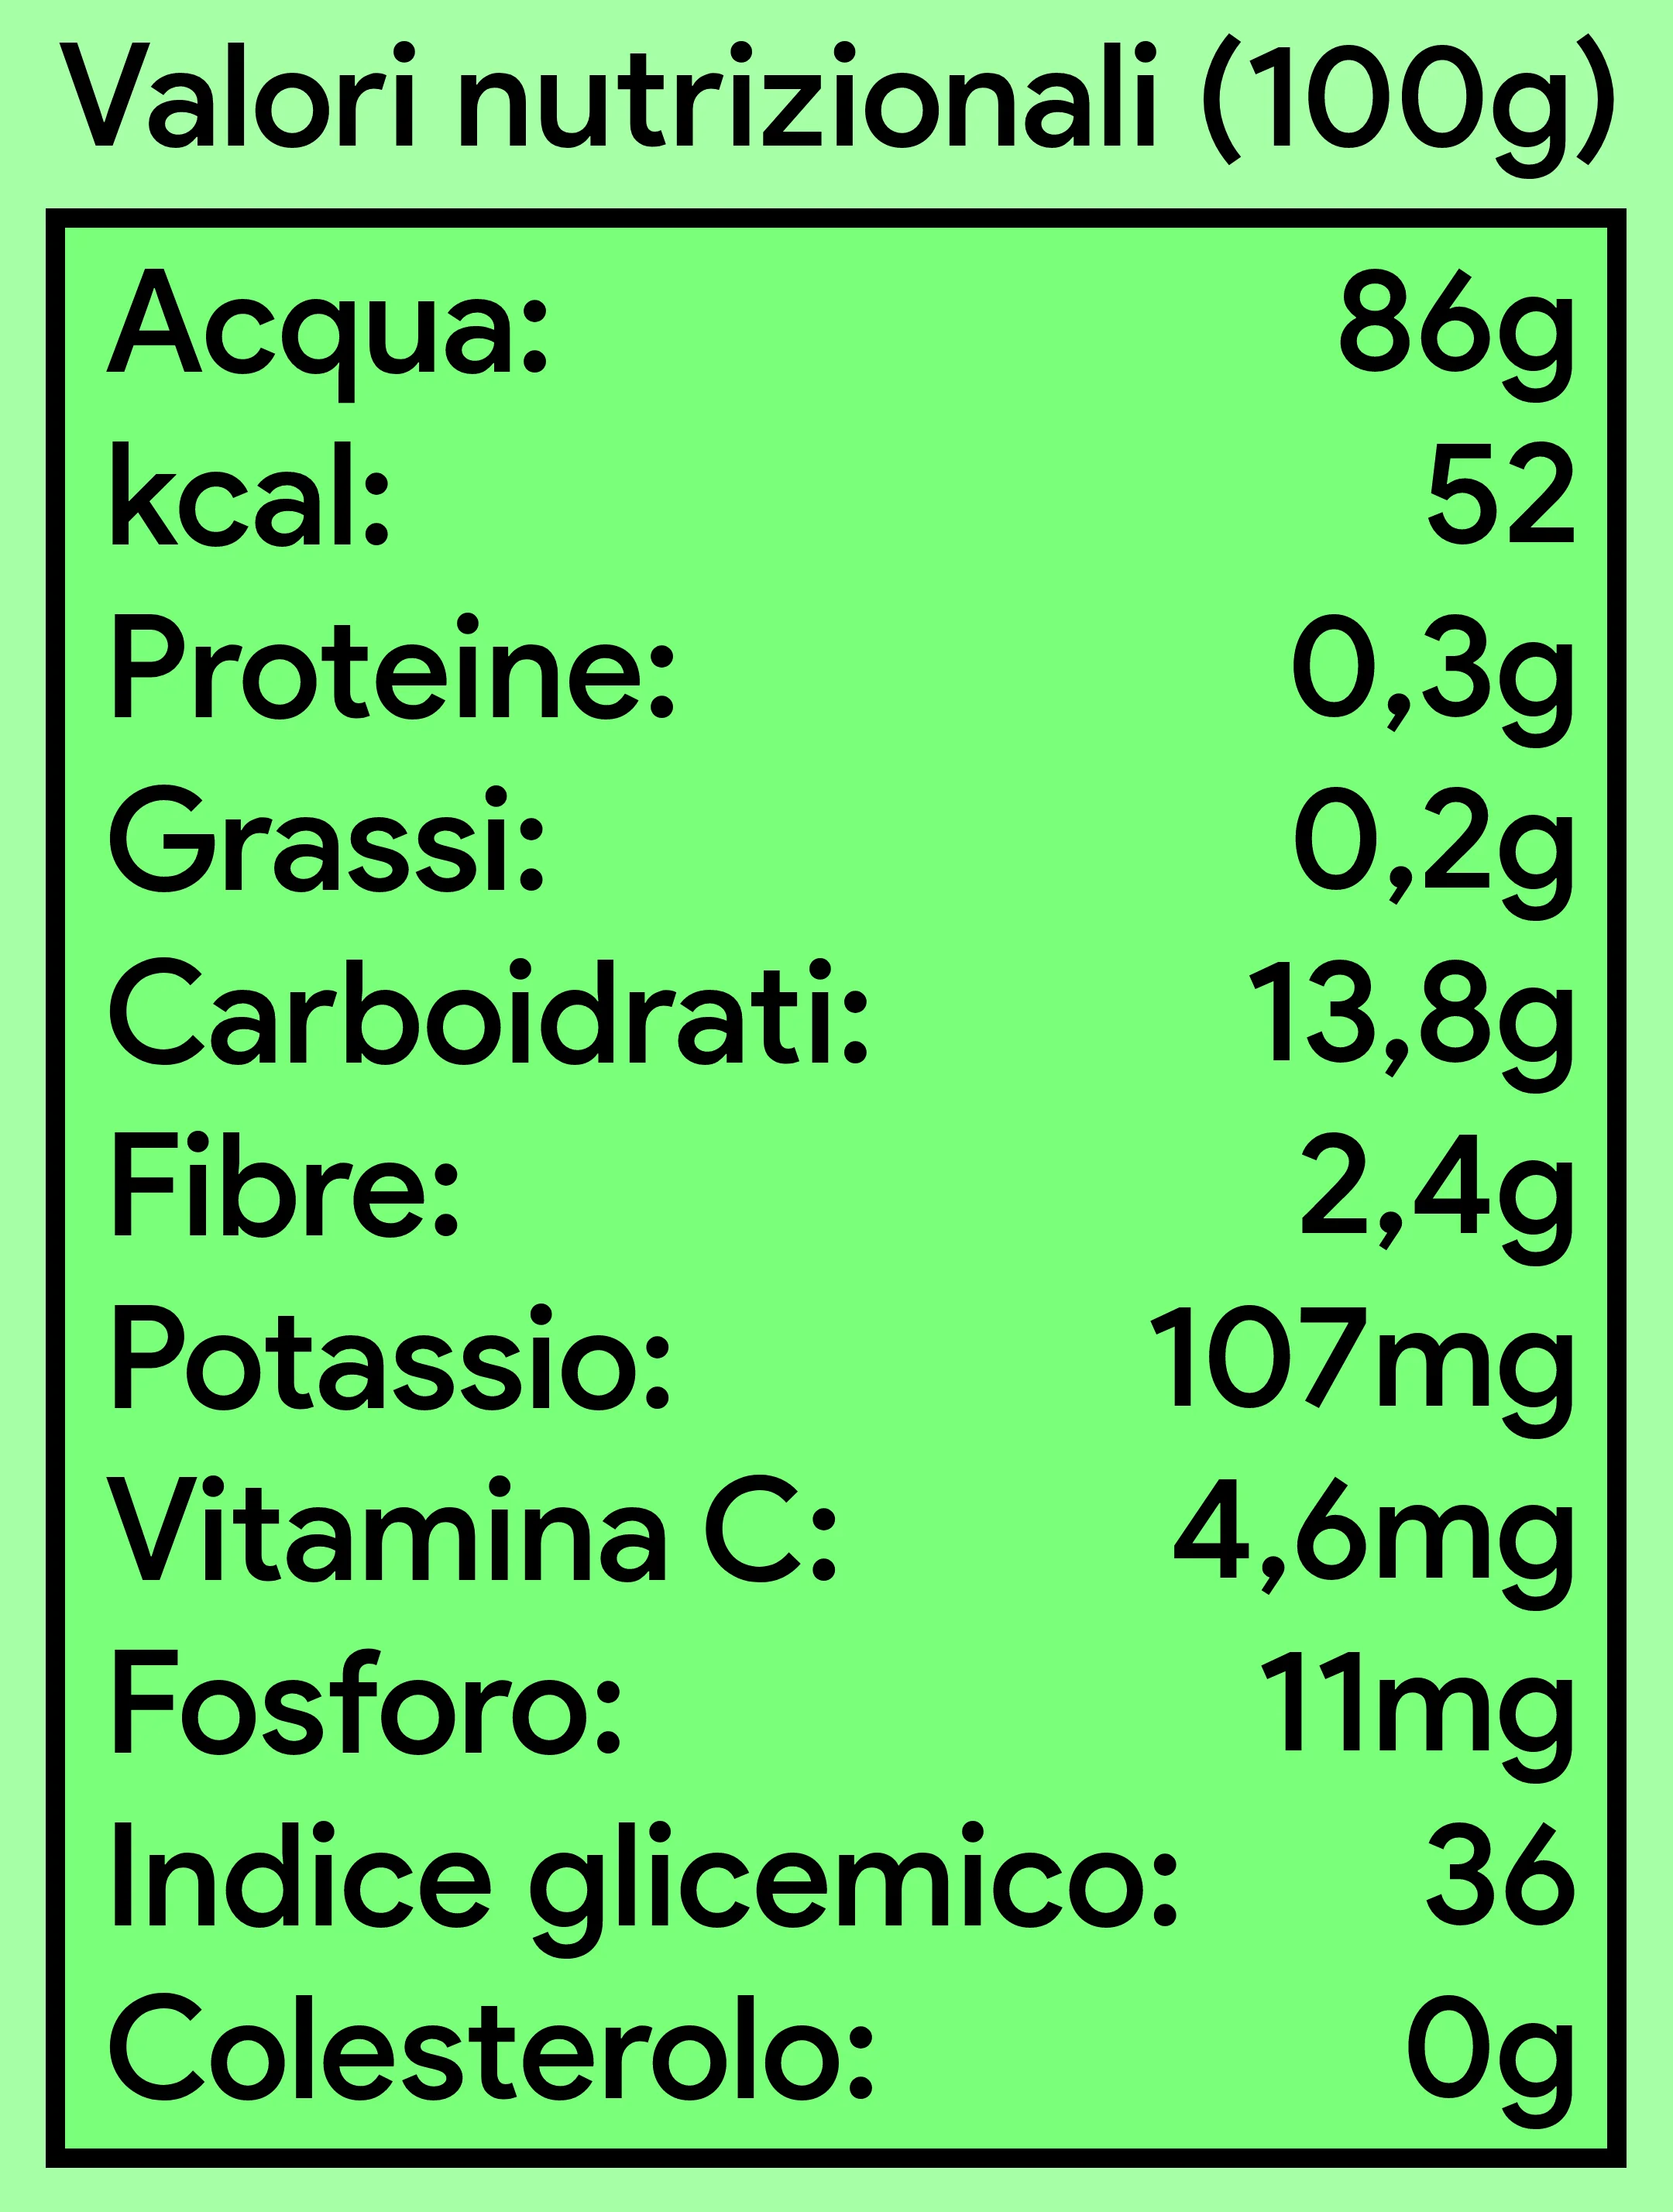 Valori nutrizionali (100g)
Acqua: 86g
kcal: 52
Proteine: 0,3g
Grassi: 0,2g
Carboidrati: 13,8g
Fibre: 2,4g
Potassio: 107mg
Vitamina C: 4,6mg
Fosforo: 11mg
Indice glicemico: 36
Colesterolo: 0g